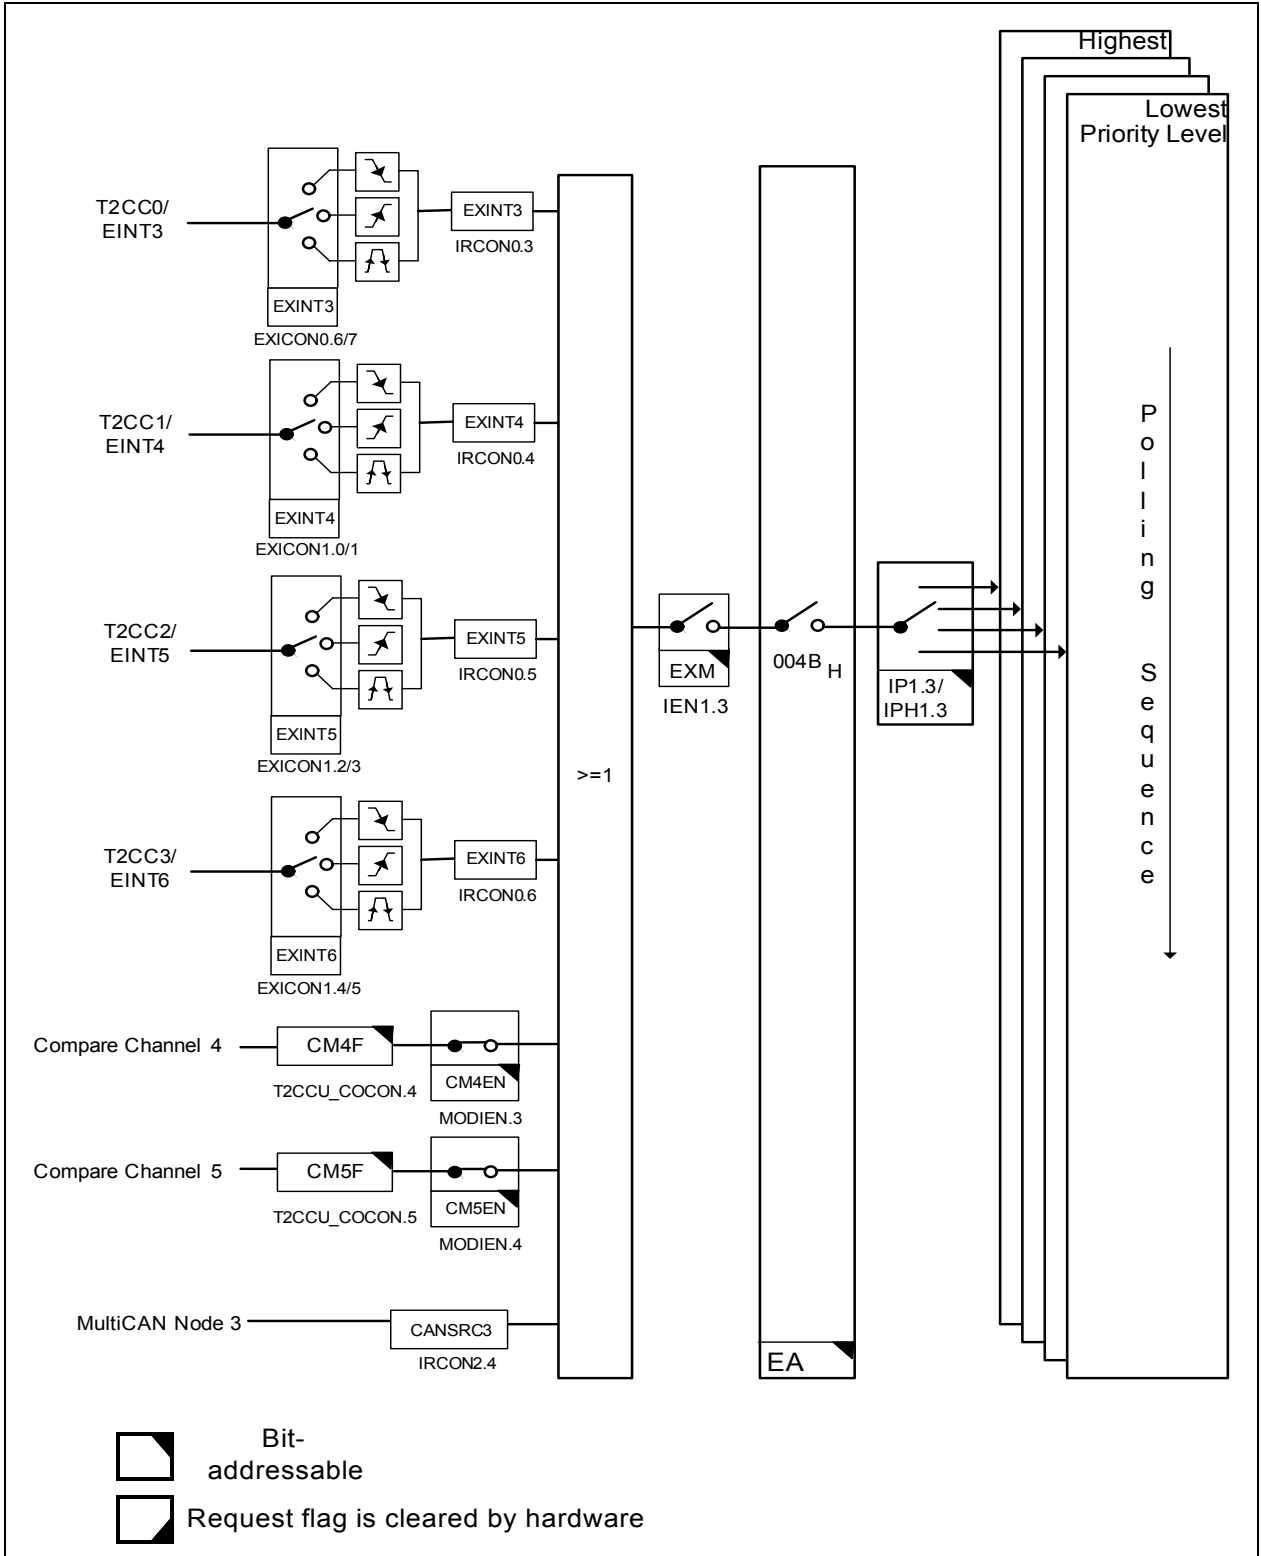 Highest
Lowest
Priority Level
T2CC0/
EINT3
EXINT3
IRCON0.3
EXINT3
EXICON0.6/7
T2CC1/
EINT4
EXINT4
IRCON0.4
EXINT4
EXICON1.0/1
T2CC2/
EINT5
EXINT5
IRCON0.5
EXINT5
EXICON1.2/3
T2CC3/
EINT6
EXINT6
IRCON0.6
EXINT6
EXICON1.4/5
Compare Channel 4
CM4F
T2CCU_COCON.4
CM4EN
MODIEN.3
Compare Channel 5
CM5F
T2CCU_COCON.5
CM5EN
MODIEN.4
MultiCAN Node 3
CANSRC3
IRCON2.4
>=1
EXM
IEN1.3
004B H
EA
IP1.3/
IPH1.3
Polling Sequence
Bit-
addressable
Request flag is cleared by hardware